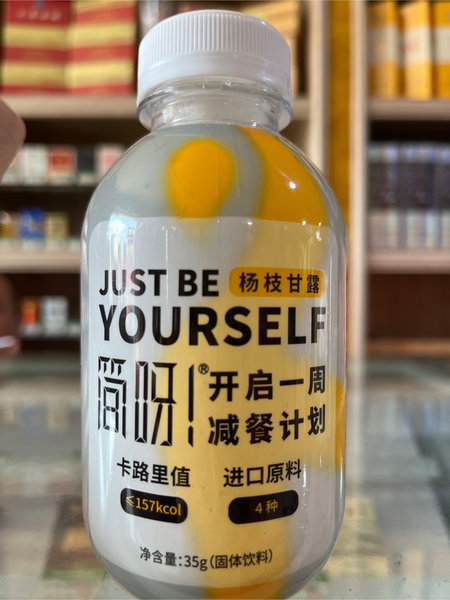 JUST BE 杨枝甘露
YOURSELF
简呀!® 开启一周
减餐计划
卡路里值 进口原料
≤157kcol 4种
净含量:35g(固体饮料)